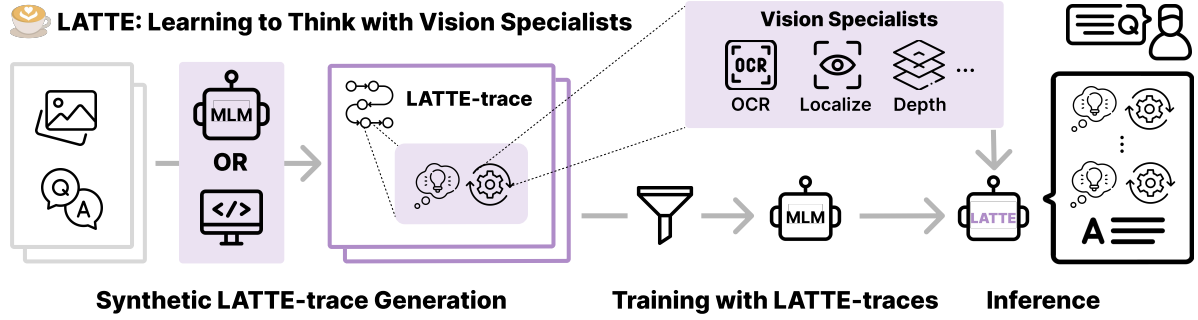 LATTE: Learning to Think with Vision Specialists
Vision Specialists
OCR
OCR
Localize
Depth
...
Q
MLM
OR
</>
Q
A
LATTE-trace
MLM
LATTE
A
Synthetic LATTE-trace Generation
Training with LATTE-traces
Inference